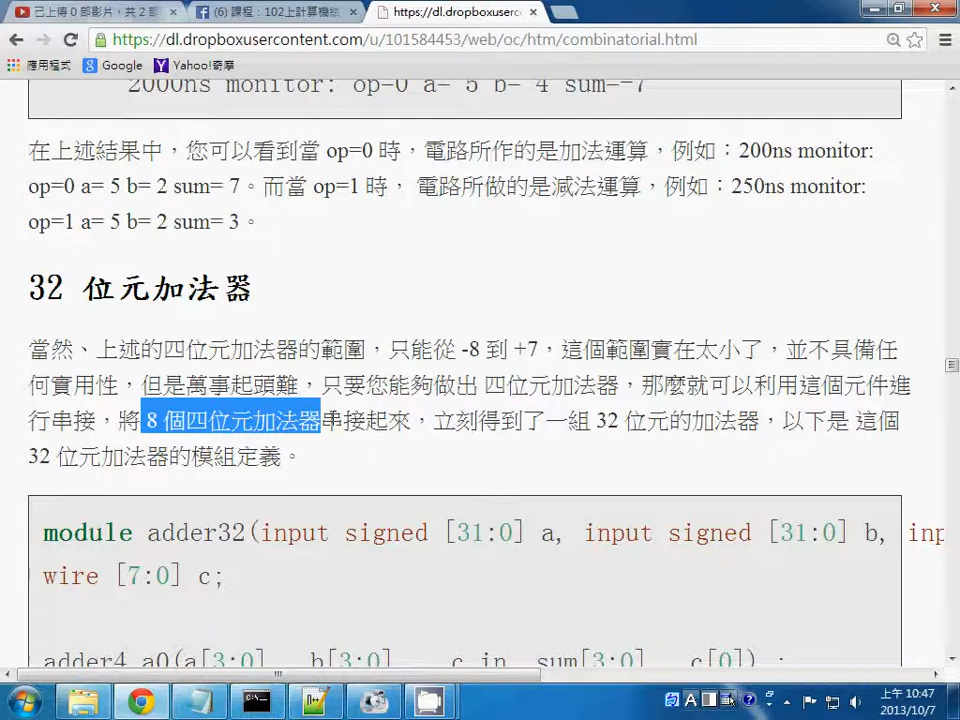 已上傳 0 部影片，共 2 部
(6) 課程：102上計算機結
https://dl.dropboxuserco
https://dl.dropboxusercontent.com/u/101584453/web/oc/htm/combinatorial.html
應用程式 Google Yahoo!奇摩
2000ns monitor: op=0 a= 5 b= 4 sum=-7
在上述結果中，您可以看到當 op=0 時，電路所作的是加法運算，例如：200ns monitor:
op=0 a= 5 b= 2 sum= 7。而當 op=1 時， 電路所做的是減法運算，例如：250ns monitor:
op=1 a= 5 b= 2 sum= 3。
32 位元加法器
當然、上述的四位元加法器的範圍，只能從 -8 到 +7，這個範圍實在太小了，並不具備任
何實用性，但是萬事起頭難，只要您能夠做出 四位元加法器，那麼就可以利用這個元件進
行串接，將 8 個四位元加法器串接起來，立刻得到了一組 32 位元的加法器，以下是 這個
32 位元加法器的模組定義。
module adder32(input signed [31:0] a, input signed [31:0] b, inp
wire [7:0] c;
adder4 a0(a[3:0] , b[3:0] , c_in, sum[3:0] , c[0]) ;
上午 10:47
2013/10/7